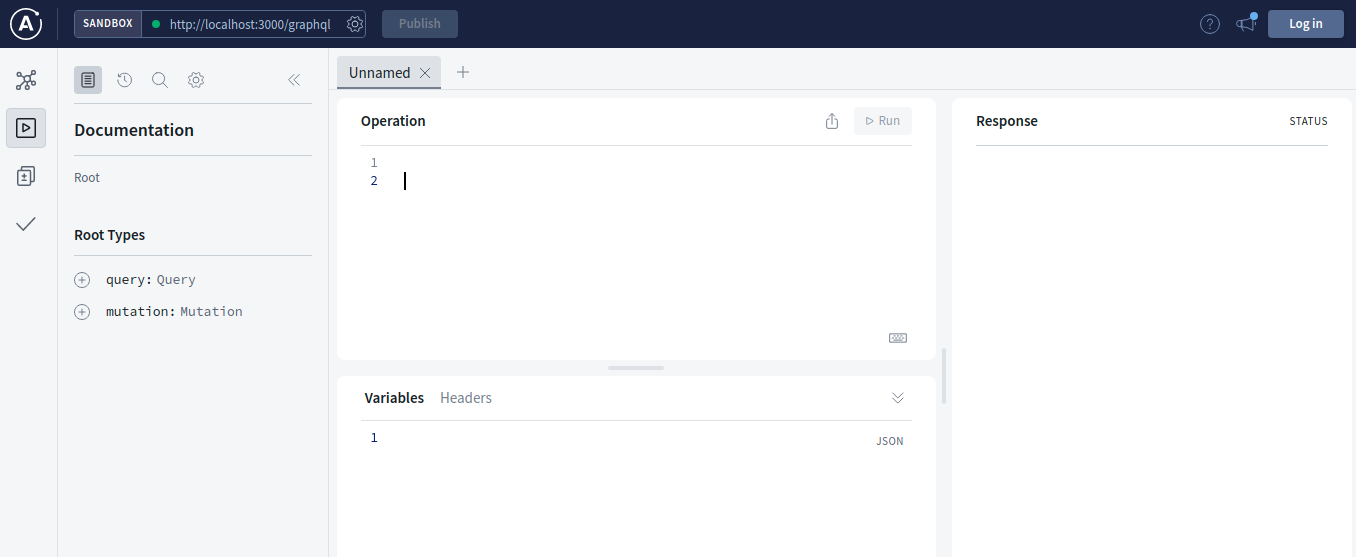 A SANDBOX http://localhost:3000/graphql Publish ? Log in
Unnamed
Documentation
Root
Root Types
query: Query
mutation: Mutation
Operation Run
1
2
Variables Headers
1 JSON
Response STATUS